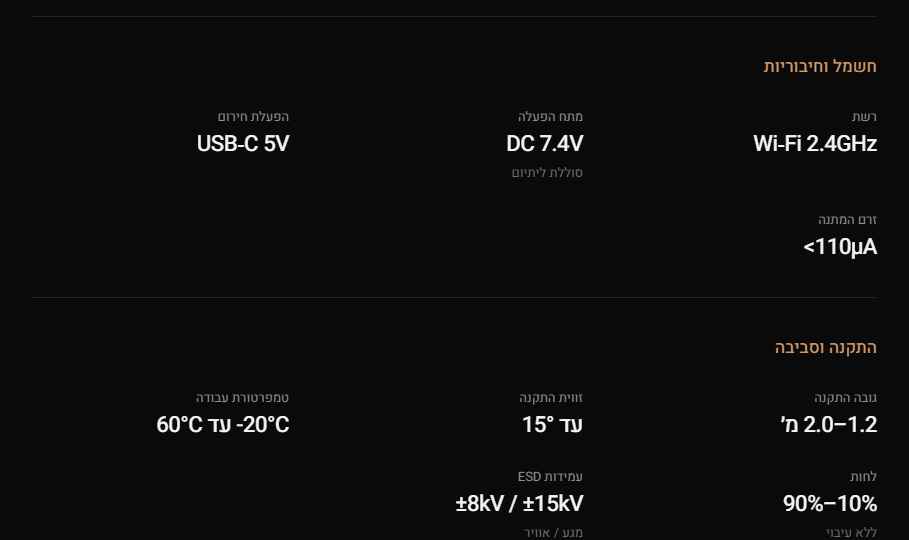 חשמל וחיבוריות
רשת
Wi-Fi 2.4GHz
מתח הפעלה
DC 7.4V
סוללת ליתיום
הפעלת חירום
USB-C 5V
זרם המתנה
<110µA
התקנה וסביבה
גובה התקנה
1.2–2.0 מ'
זווית התקנה
עד 15°
טמפרטורת עבודה
-20°C עד 60°C
לחות
10%–90%
ללא עיבוי
עמידות ESD
±8kV / ±15kV
מגע / אוויר